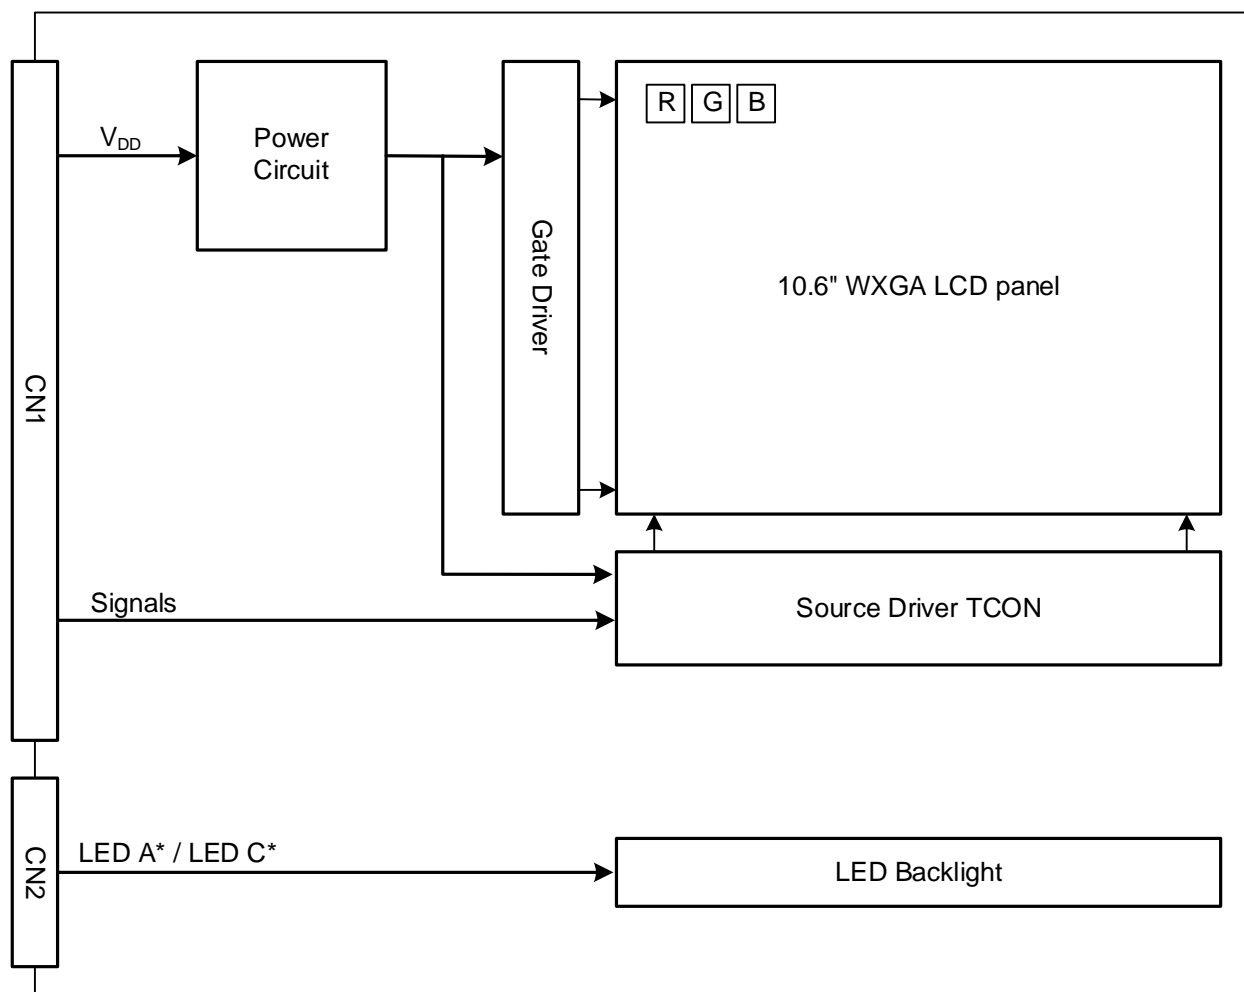 R G B
V_DD
Power
Circuit
Gate Driver
10.6" WXGA LCD panel
CN1
Signals
Source Driver TCON
LED A* / LED C*
CN2
LED Backlight